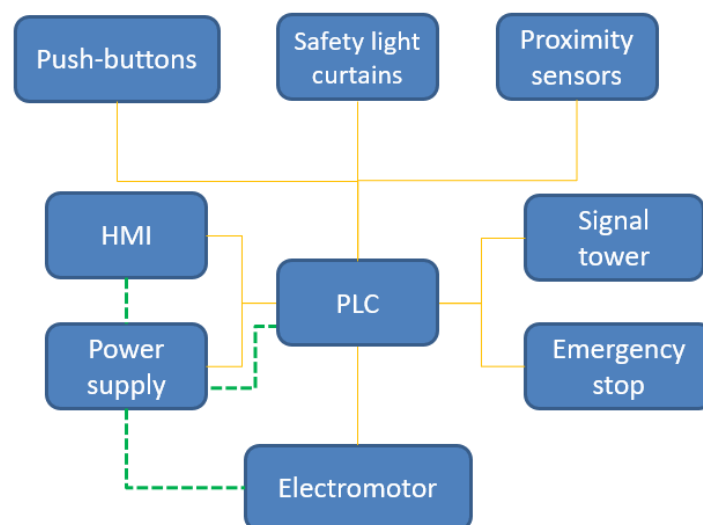 Push-buttons
Safety light
curtains
Proximity
sensors
HMI
Signal
tower
PLC
Power
supply
Emergency
stop
Electromotor